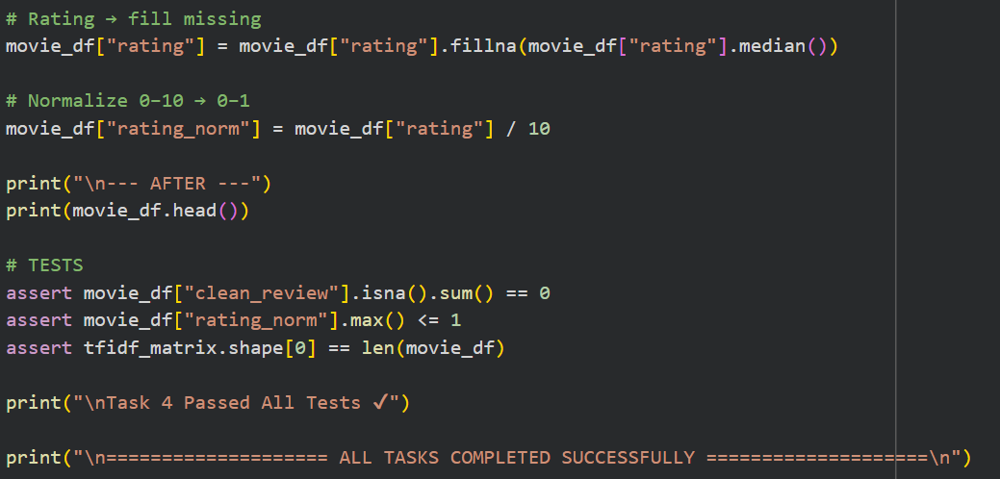 # Rating → fill missing
movie_df["rating"] = movie_df["rating"].fillna(movie_df["rating"].median())
# Normalize 0–10 → 0–1
movie_df["rating_norm"] = movie_df["rating"] / 10
print("\n--- AFTER ---")
print(movie_df.head())
# TESTS
assert movie_df["clean_review"].isna().sum() == 0
assert movie_df["rating_norm"].max() <= 1
assert tfidf_matrix.shape[0] == len(movie_df)
print("\nTask 4 Passed All Tests ✓")
print("\n==================== ALL TASKS COMPLETED SUCCESSFULLY ====================\n")